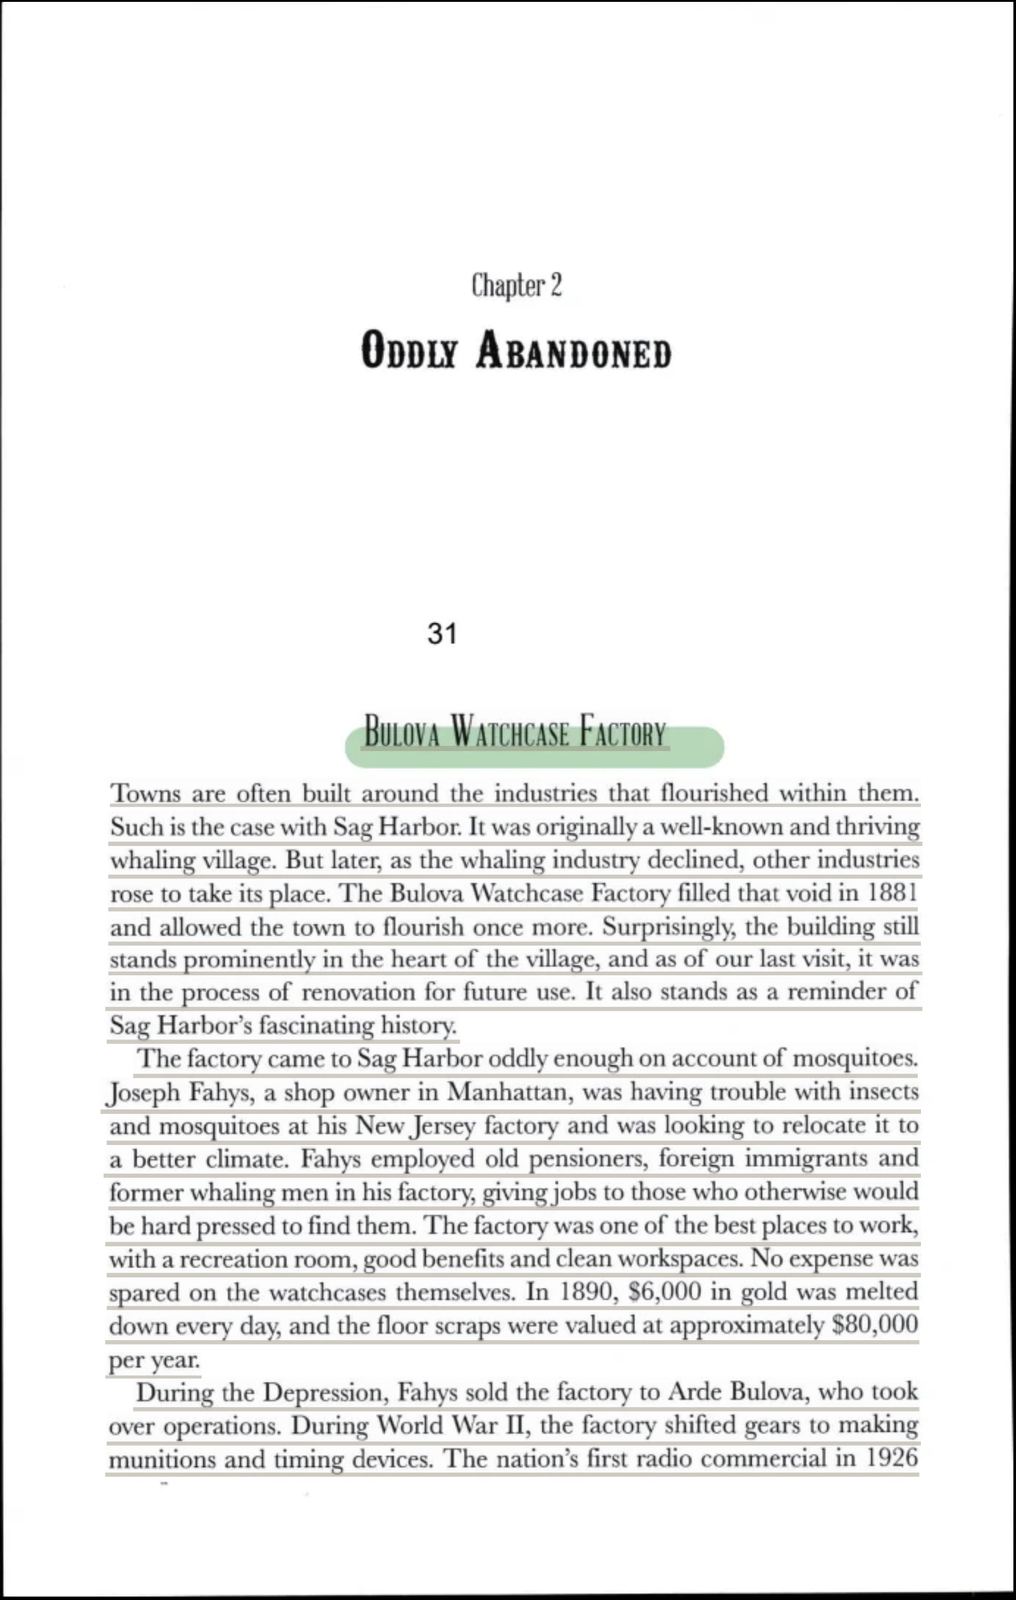 Chapter 2
ODDLY ABANDONED
31
BULOVA WATCHCASE FACTORY
Towns are often built around the industries that flourished within them.
Such is the case with Sag Harbor. It was originally a well-known and thriving
whaling village. But later, as the whaling industry declined, other industries
rose to take its place. The Bulova Watchcase Factory filled that void in 1881
and allowed the town to flourish once more. Surprisingly, the building still
stands prominently in the heart of the village, and as of our last visit, it was
in the process of renovation for future use. It also stands as a reminder of
Sag Harbor's fascinating history.
The factory came to Sag Harbor oddly enough on account of mosquitoes.
Joseph Fahys, a shop owner in Manhattan, was having trouble with insects
and mosquitoes at his New Jersey factory and was looking to relocate it to
a better climate. Fahys employed old pensioners, foreign immigrants and
former whaling men in his factory, giving jobs to those who otherwise would
be hard pressed to find them. The factory was one of the best places to work,
with a recreation room, good benefits and clean workspaces. No expense was
spared on the watchcases themselves. In 1890, $6,000 in gold was melted
down every day, and the floor scraps were valued at approximately $80,000
per year.
During the Depression, Fahys sold the factory to Arde Bulova, who took
over operations. During World War II, the factory shifted gears to making
munitions and timing devices. The nation's first radio commercial in 1926